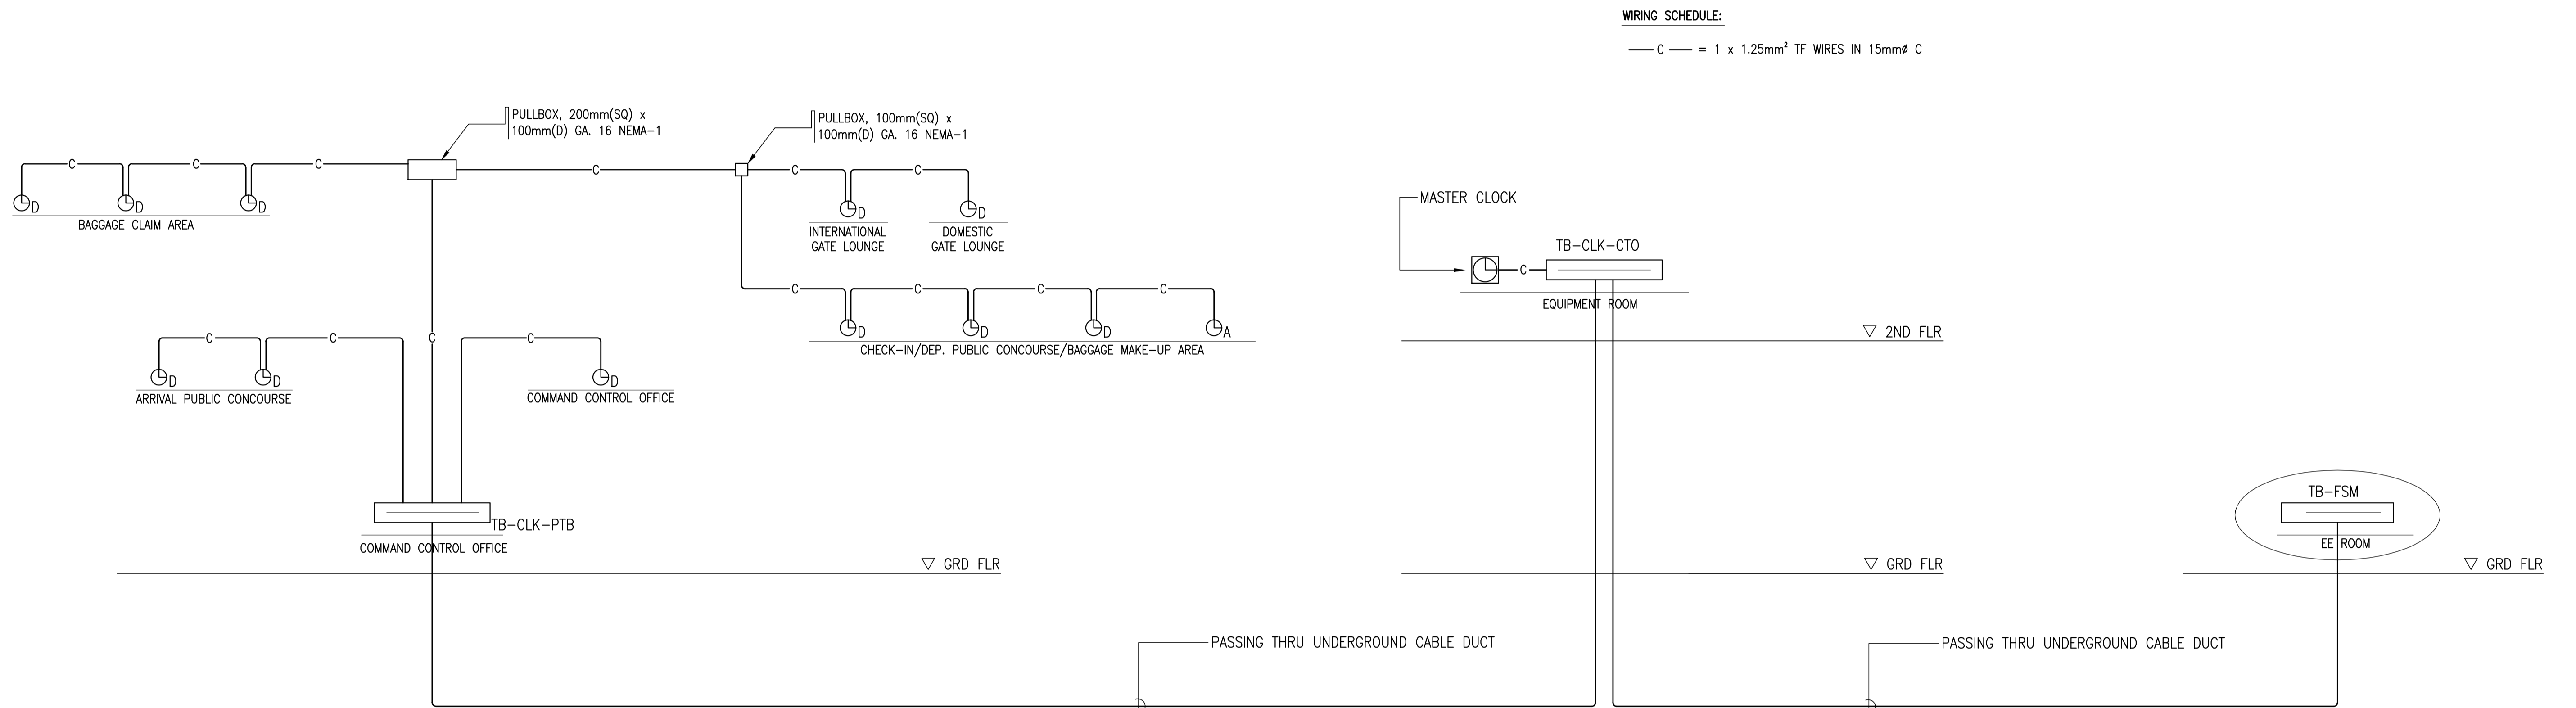 WIRING SCHEDULE:
C = 1 x 1.25mm² TF WIRES IN 15mmø C
PULLBOX, 200mm(SQ) x
100mm(D) GA. 16 NEMA-1
PULLBOX, 100mm(SQ) x
100mm(D) GA. 16 NEMA-1
C C C C C C
D D D D D
BAGGAGE CLAIM AREA
INTERNATIONAL
GATE LOUNGE
DOMESTIC
GATE LOUNGE
MASTER CLOCK
TB-CLK-CTO
C
EQUIPMENT ROOM
C C C C
D D D A
CHECK-IN/DEP. PUBLIC CONCOURSE/BAGGAGE MAKE-UP AREA
2ND FLR
C C C C
D D D
ARRIVAL PUBLIC CONCOURSE
COMMAND CONTROL OFFICE
TB-CLK-PTB
COMMAND CONTROL OFFICE
TB-FSM
EE ROOM
GRD FLR
GRD FLR
GRD FLR
PASSING THRU UNDERGROUND CABLE DUCT
PASSING THRU UNDERGROUND CABLE DUCT